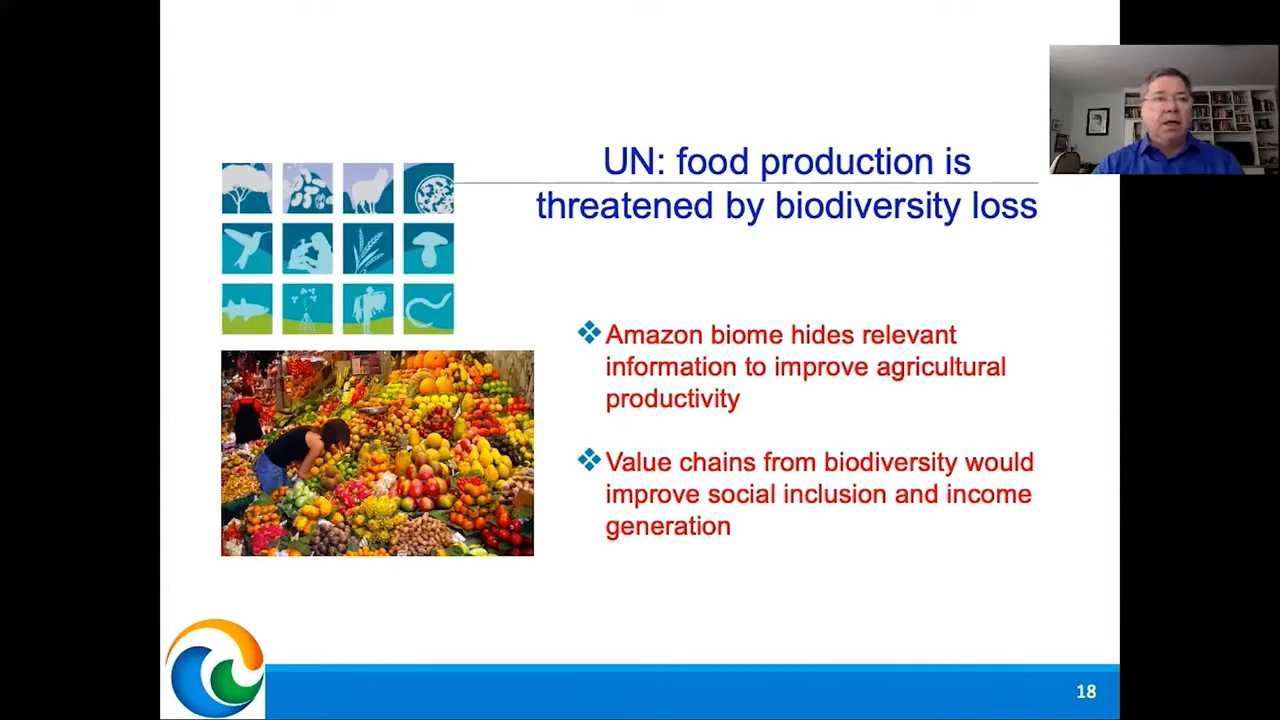 UN: food production is
threatened by biodiversity loss
❖Amazon biome hides relevant
information to improve agricultural
productivity
❖Value chains from biodiversity would
improve social inclusion and income
generation
18